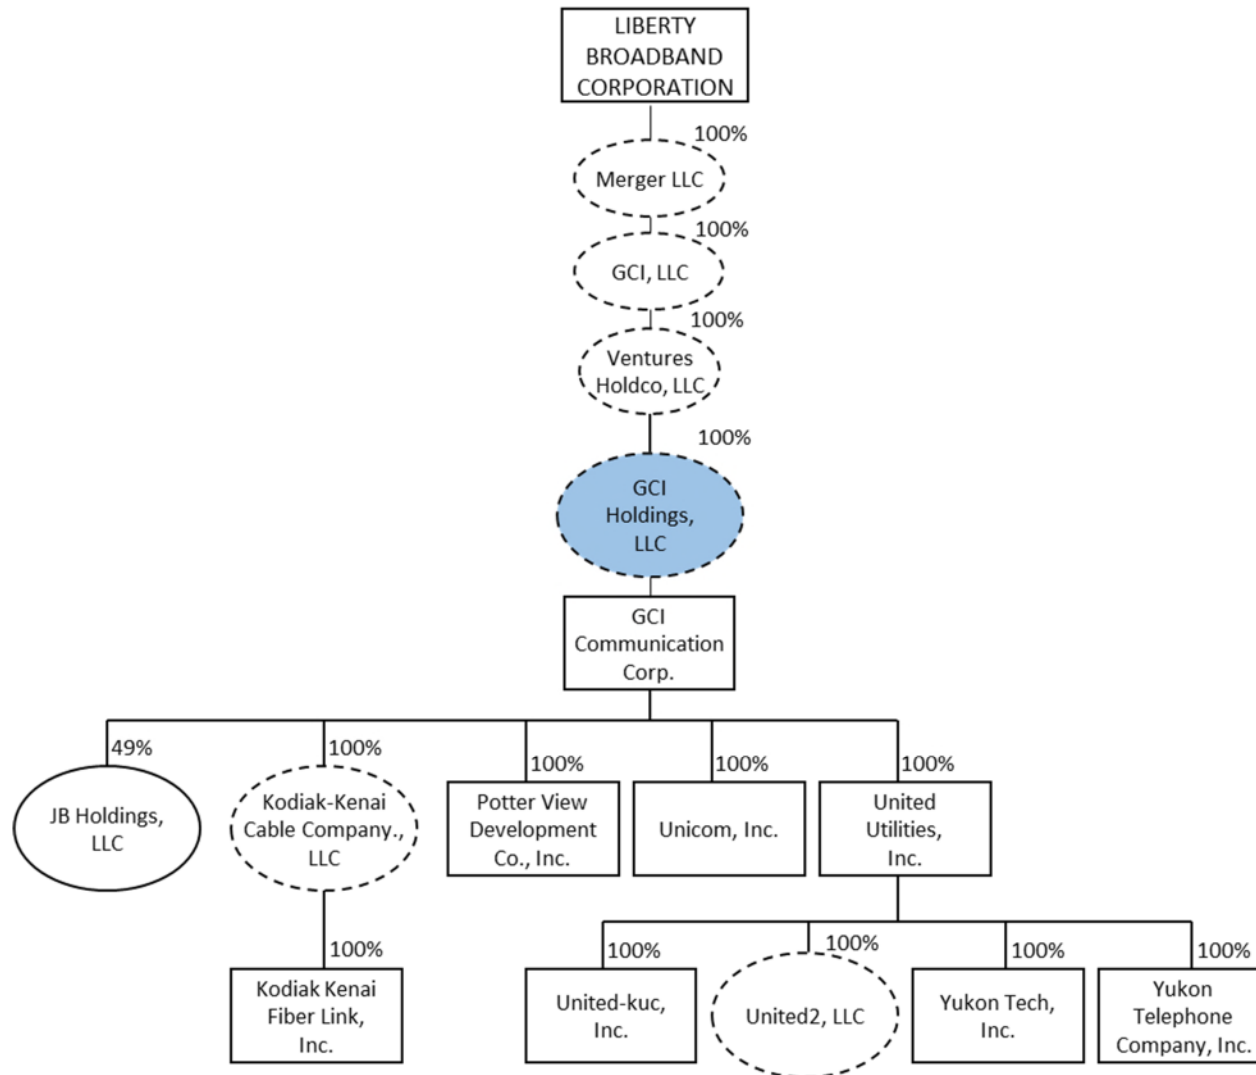 LIBERTY
BROADBAND
CORPORATION
100%
Merger LLC
100%
GCI, LLC
100%
Ventures
Holdco, LLC
100%
GCI
Holdings,
LLC
GCI
Communication
Corp.
49%
JB Holdings,
LLC
100%
Kodiak-Kenai
Cable Company.,
LLC
100%
Potter View
Development
Co., Inc.
100%
Unicom, Inc.
100%
United
Utilities,
Inc.
100%
Kodiak Kenai
Fiber Link,
Inc.
100%
United-kuc,
Inc.
100%
United2, LLC
100%
Yukon Tech,
Inc.
100%
Yukon
Telephone
Company, Inc.